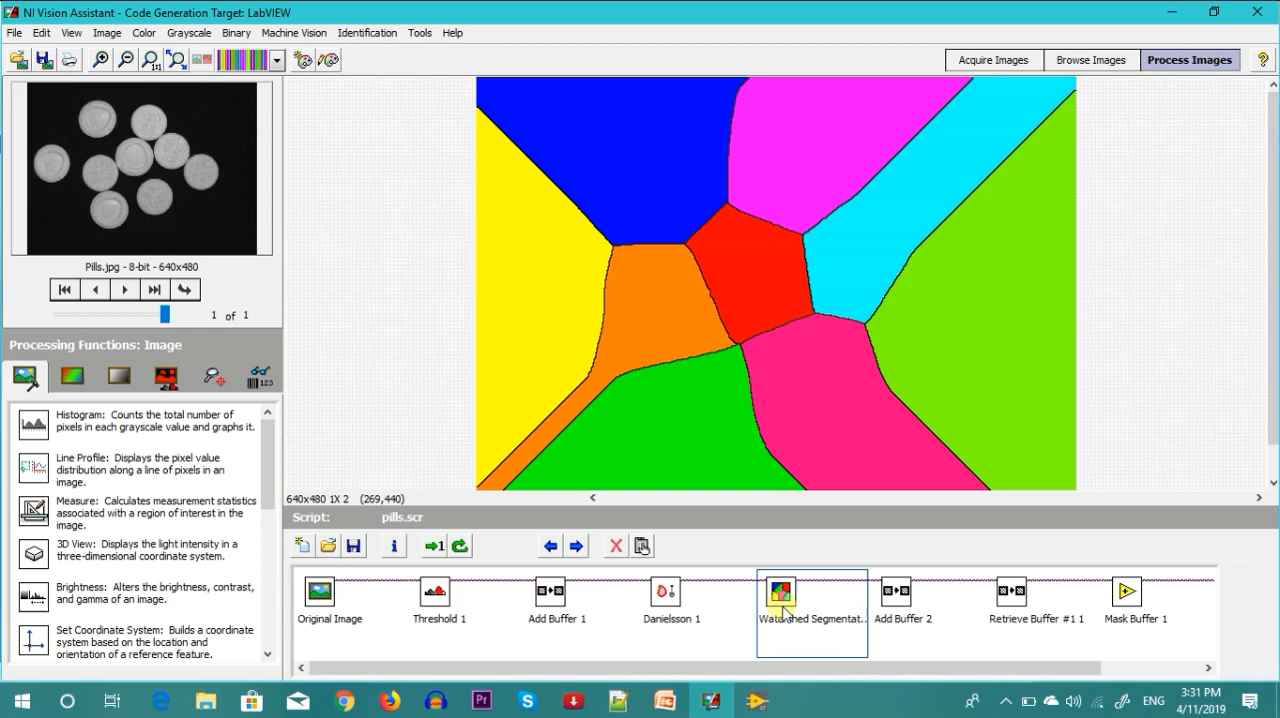 NI Vision Assistant - Code Generation Target: LabVIEW
File Edit View Image Color Grayscale Binary Machine Vision Identification Tools Help
Acquire Images Browse Images Process Images
Pills.jpg - 8-bit - 640x480
1 of 1
Processing Functions: Image
Histogram: Counts the total number of
pixels in each grayscale value and graphs it.
Line Profile: Displays the pixel value
distribution along a line of pixels in an
image.
Measure: Calculates measurement statistics
associated with a region of interest in the
image.
3D View: Displays the light intensity in a
three-dimensional coordinate system.
Brightness: Alters the brightness, contrast,
and gamma of an image.
Set Coordinate System: Builds a coordinate
system based on the location and
orientation of a reference feature.
640x480 1X 2 (269,440)
Script: pills.scr
Original Image Threshold 1 Add Buffer 1 Danielsson 1 Watershed Segmentat... Add Buffer 2 Retrieve Buffer #1 1 Mask Buffer 1
ENG
3:31 PM
4/11/2019